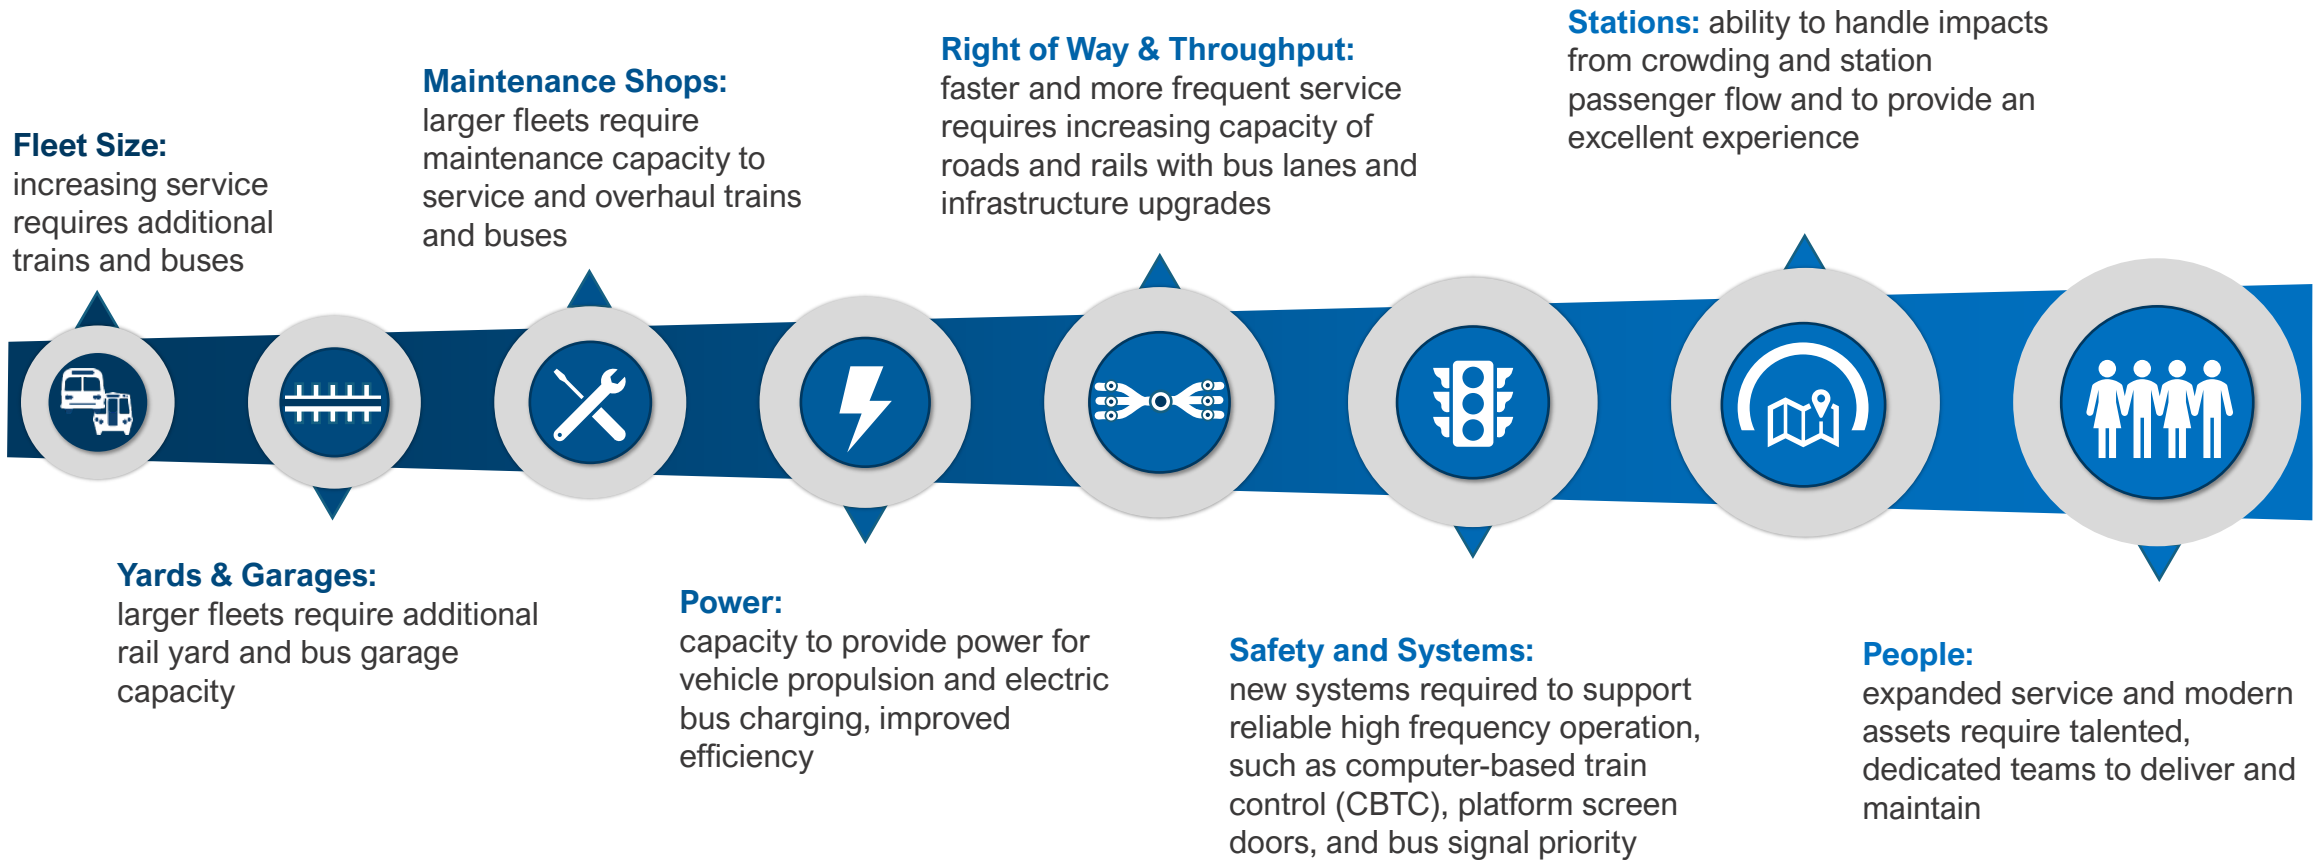 Fleet Size:
increasing service
requires additional
trains and buses
Yards & Garages:
larger fleets require additional
rail yard and bus garage
capacity
Maintenance Shops:
larger fleets require
maintenance capacity to
service and overhaul trains
and buses
Power:
capacity to provide power for
vehicle propulsion and electric
bus charging, improved
efficiency
Right of Way & Throughput:
faster and more frequent service
requires increasing capacity of
roads and rails with bus lanes and
infrastructure upgrades
Safety and Systems:
new systems required to support
reliable high frequency operation,
such as computer-based train
control (CBTC), platform screen
doors, and bus signal priority
Stations: ability to handle impacts
from crowding and station
passenger flow and to provide an
excellent experience
People:
expanded service and modern
assets require talented,
dedicated teams to deliver and
maintain